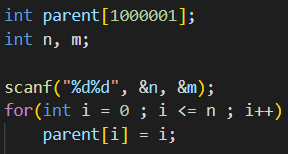 int parent[1000001];
int n, m;
scanf("%d%d", &n, &m);
for(int i = 0 ; i <= n ; i++)
    parent[i] = i;